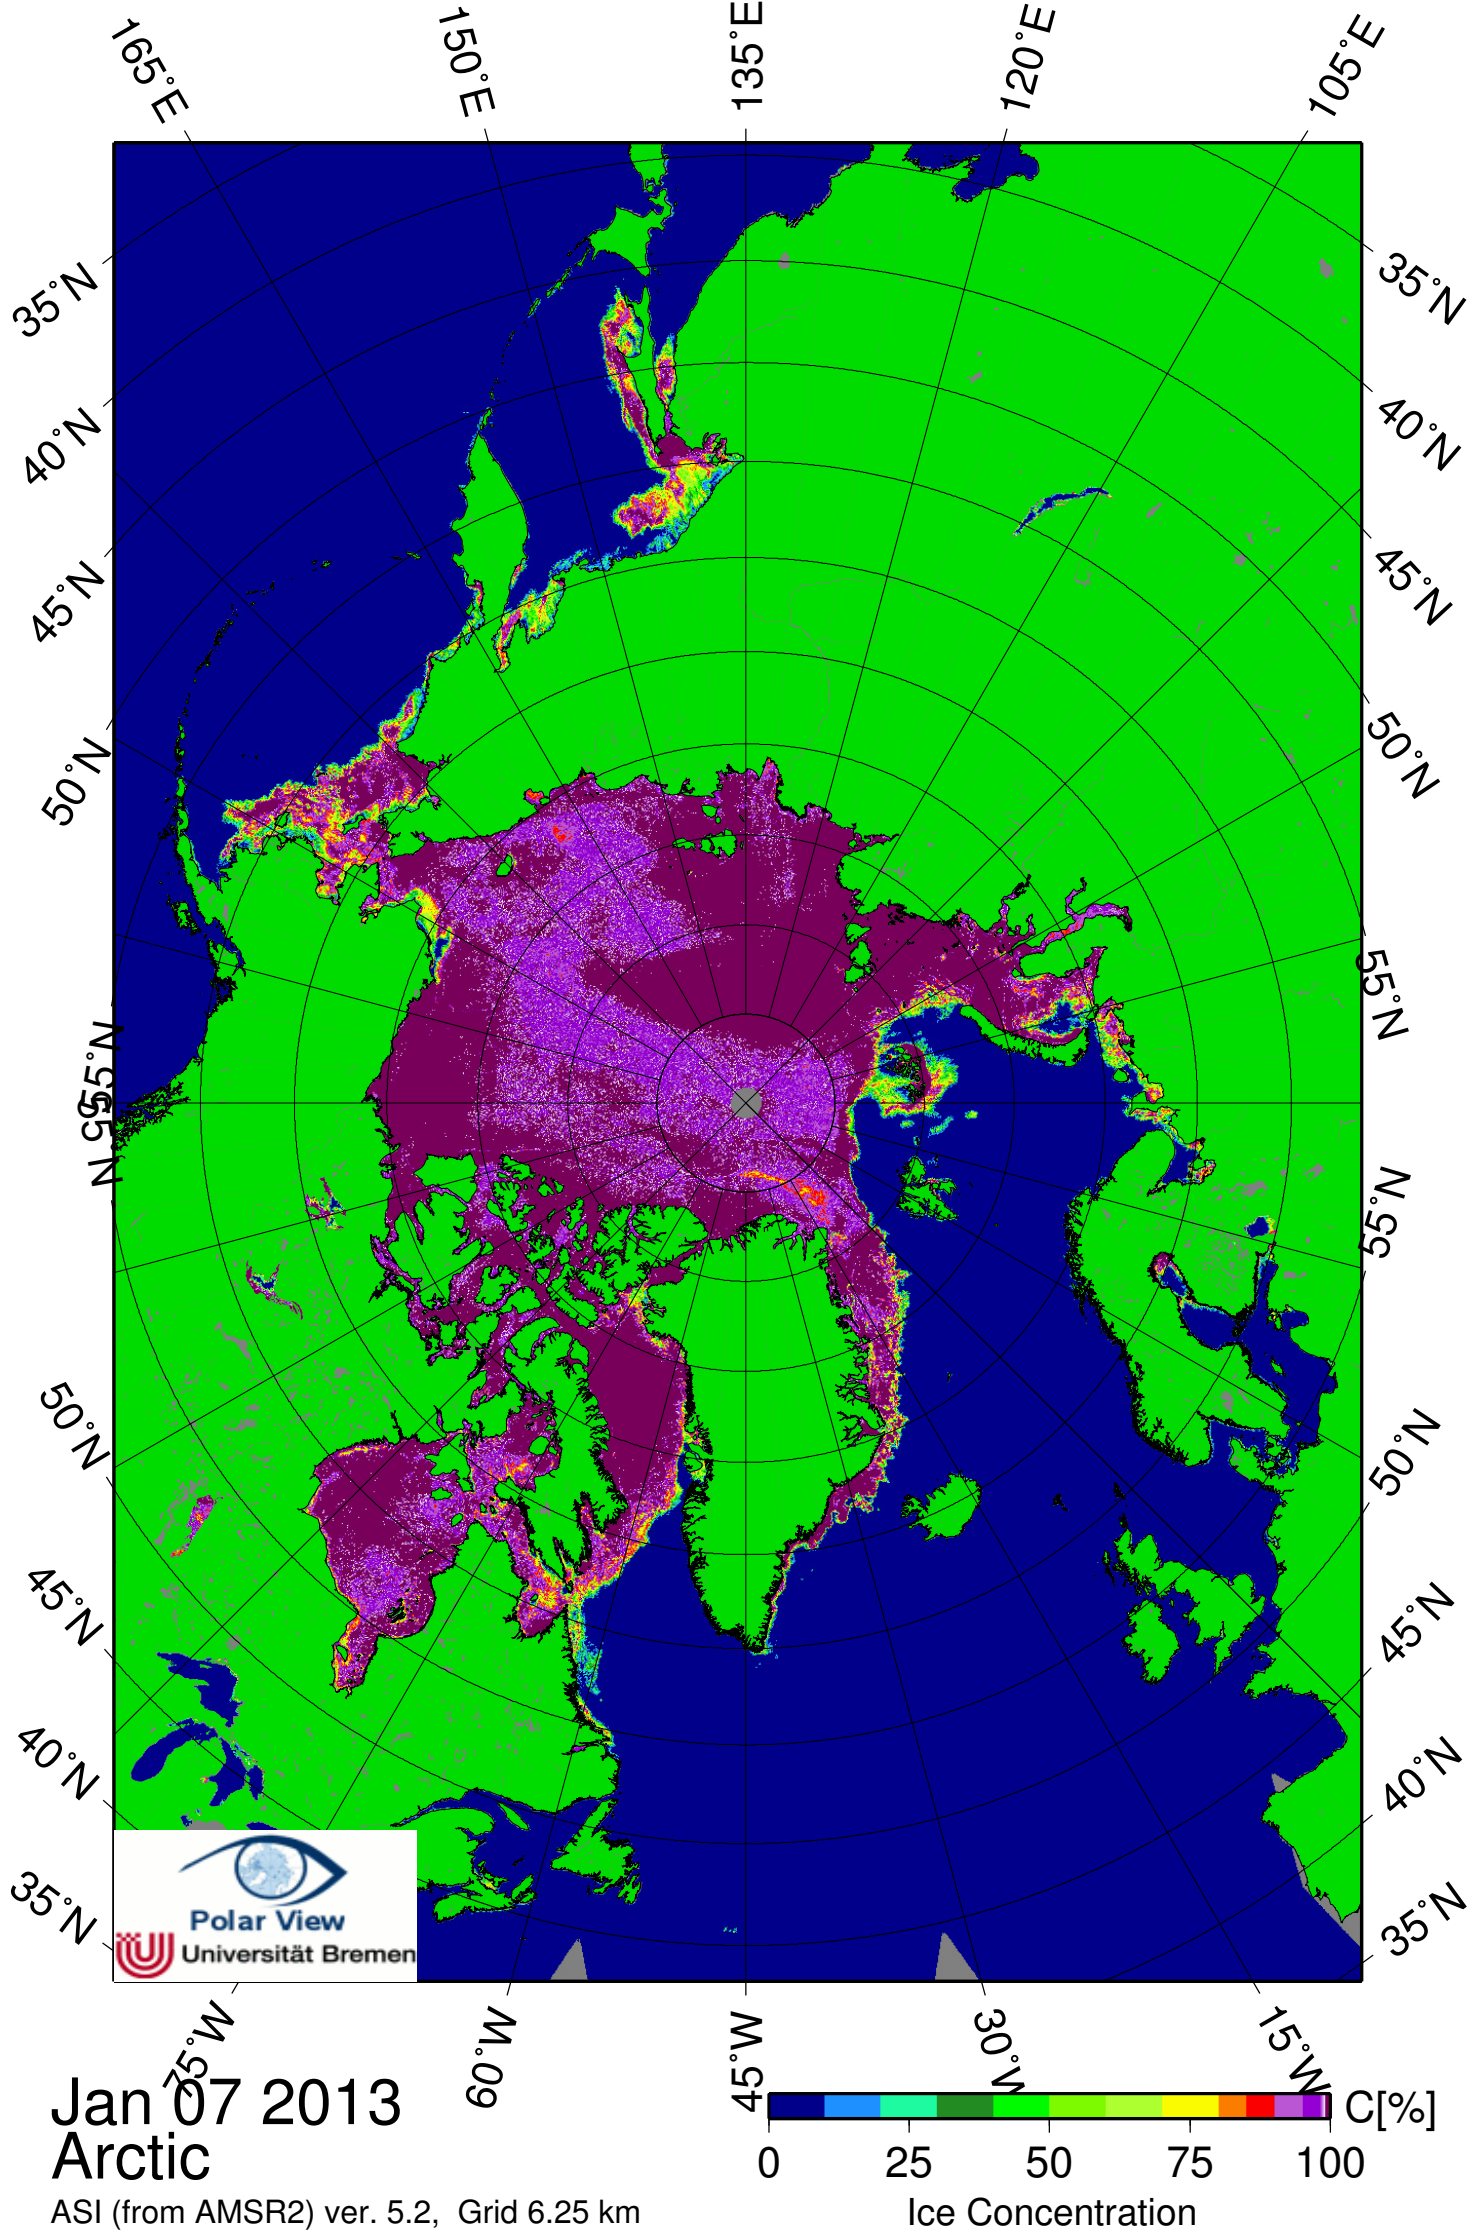 165°E 150°E 135°E 120°E 105°E
35°N 35°N
40°N 40°N
45°N 45°N
50°N 50°N
55°N 55°N
55°N 55°N
50°N 50°N
45°N 45°N
40°N 40°N
35°N 35°N
Polar View
Universität Bremen
75°W 60°W 45°W 30°W 15°W
Jan 07 2013
Arctic
ASI (from AMSR2) ver. 5.2, Grid 6.25 km
C[%]
0 25 50 75 100
Ice Concentration